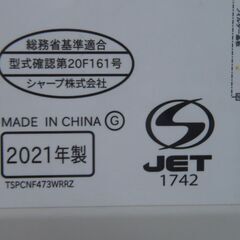 総務省基準適合
型式確認第20F161号
シャープ株式会社
MADE IN CHINA Ⓖ
2021年製
TSPCNF473WRRZ
JET
1742